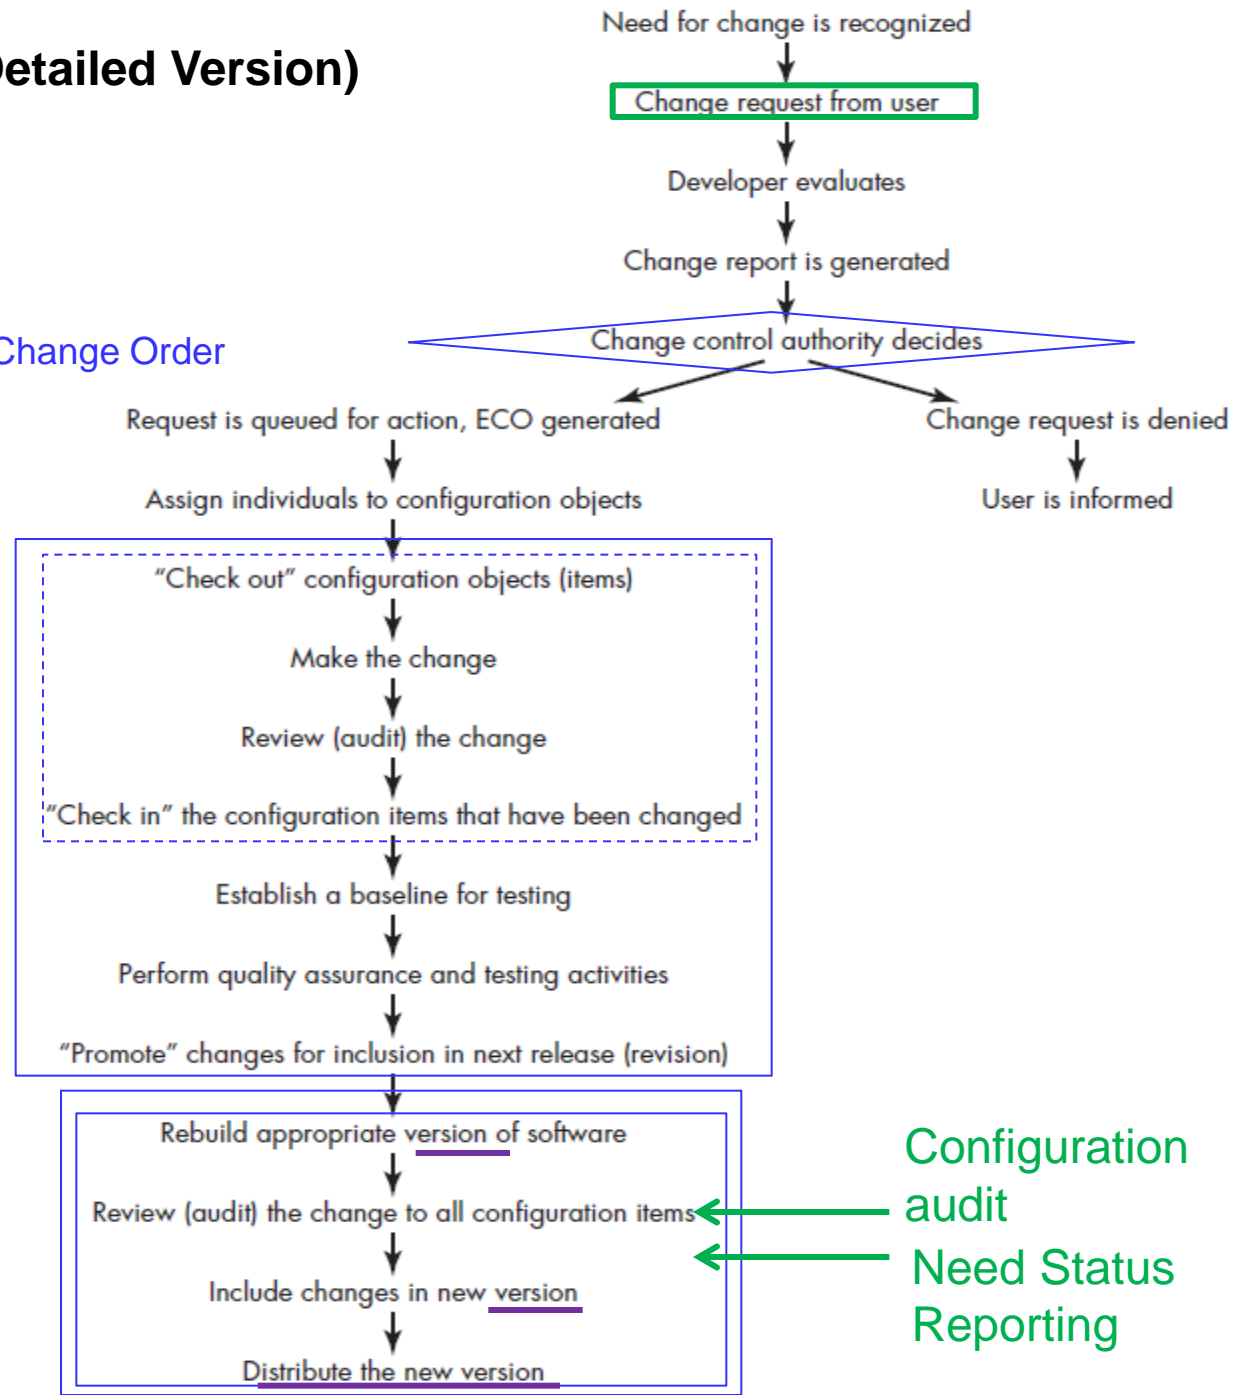 Need for change is recognized
Detailed Version)
Change request from user
Developer evaluates
Change report is generated
Change control authority decides
Change Order
Request is queued for action, ECO generated
Change request is denied
Assign individuals to configuration objects
User is informed
“Check out” configuration objects (items)
Make the change
Review (audit) the change
“Check in” the configuration items that have been changed
Establish a baseline for testing
Perform quality assurance and testing activities
“Promote” changes for inclusion in next release (revision)
Rebuild appropriate version of software
Review (audit) the change to all configuration items
Include changes in new version
Distribute the new version
Configuration
audit
Need Status
Reporting